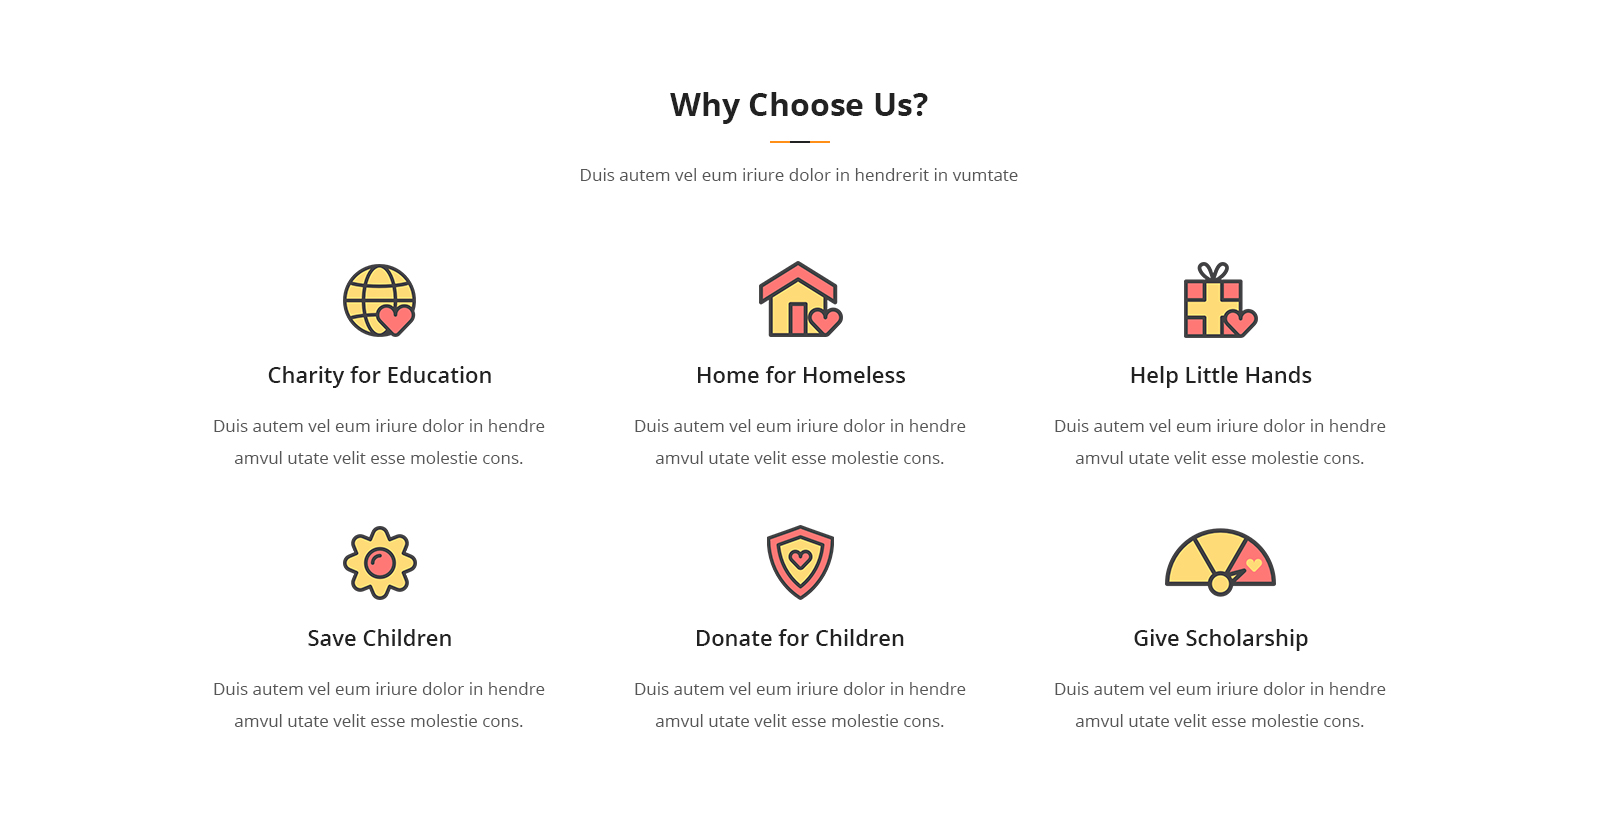 Why Choose Us?
Duis autem vel eum iriure dolor in hendrerit in vumtate
Charity for Education
Duis autem vel eum iriure dolor in hendre
amvul utate velit esse molestie cons.
Home for Homeless
Duis autem vel eum iriure dolor in hendre
amvul utate velit esse molestie cons.
Help Little Hands
Duis autem vel eum iriure dolor in hendre
amvul utate velit esse molestie cons.
Save Children
Duis autem vel eum iriure dolor in hendre
amvul utate velit esse molestie cons.
Donate for Children
Duis autem vel eum iriure dolor in hendre
amvul utate velit esse molestie cons.
Give Scholarship
Duis autem vel eum iriure dolor in hendre
amvul utate velit esse molestie cons.